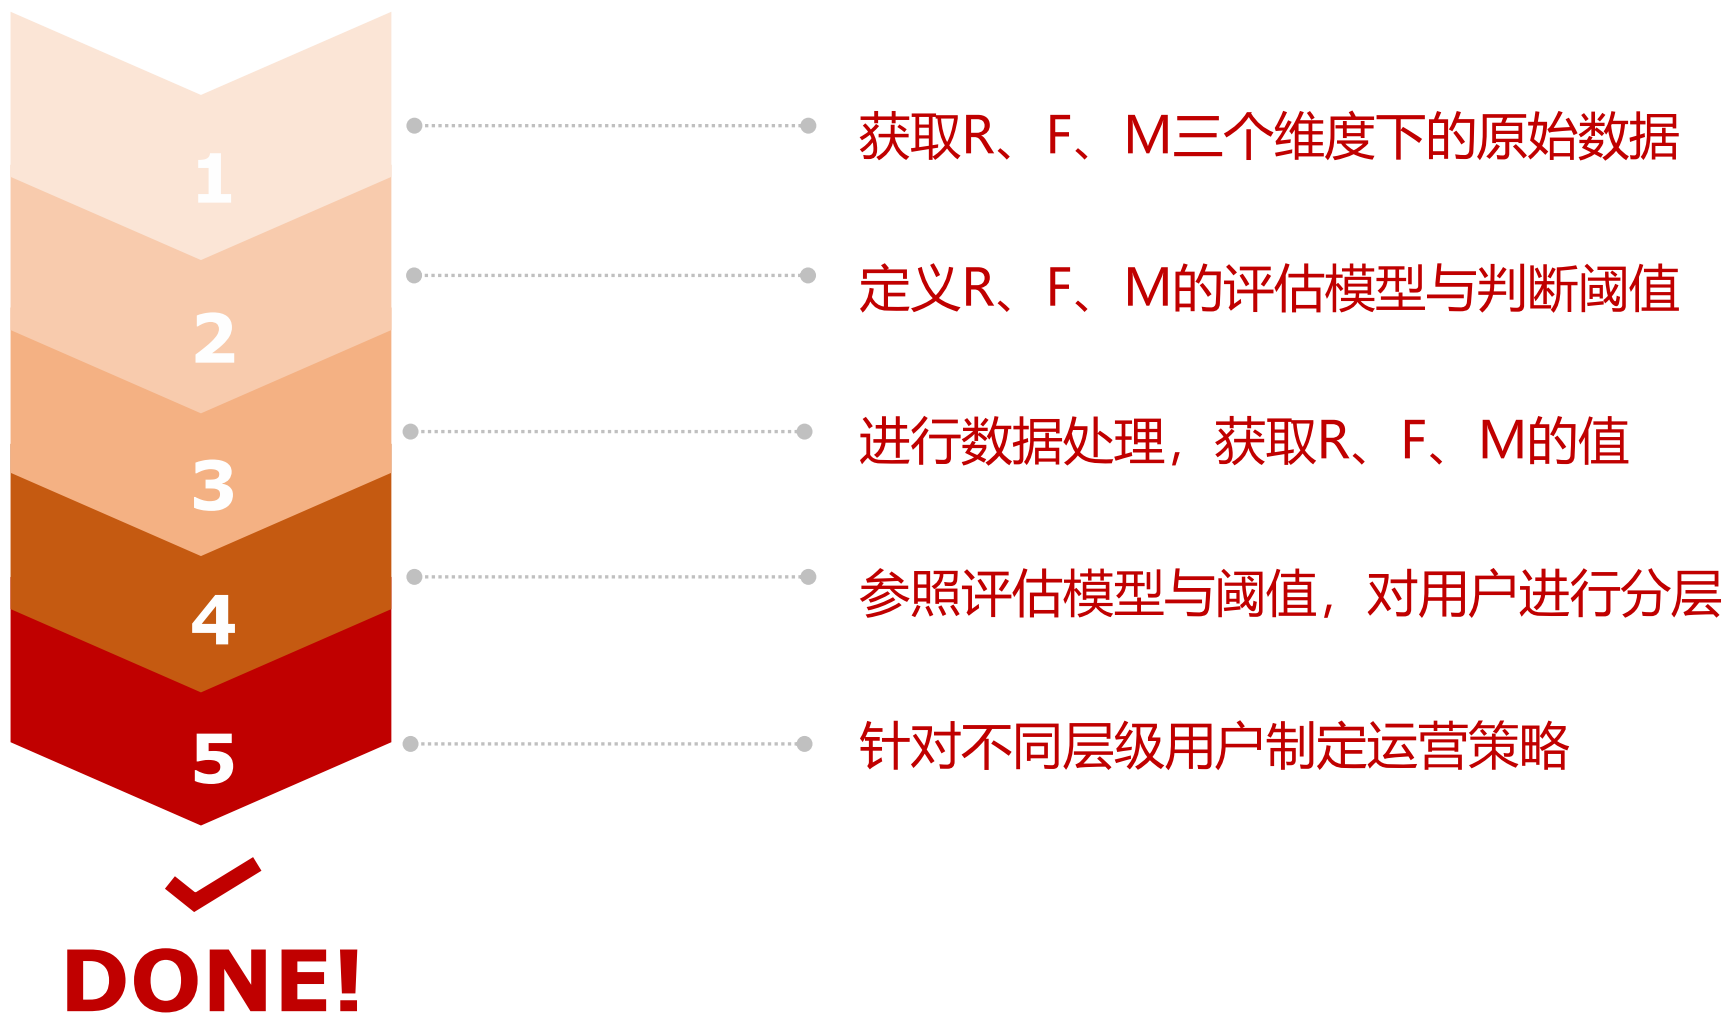 1
获取R、F、M三个维度下的原始数据
2
定义R、F、M的评估模型与判断阈值
3
进行数据处理，获取R、F、M的值
4
参照评估模型与阈值，对用户进行分层
5
针对不同层级用户制定运营策略
DONE!